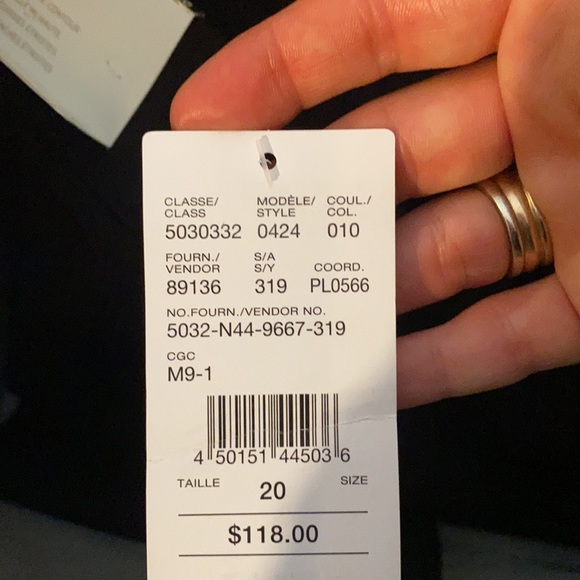 CLASSE/ MODÈLE/ COUL./
CLASS STYLE COL.
5030332 0424 010
FOURN./ S/A
VENDOR S/Y COORD.
89136 319 PL0566
NO.FOURN./VENDOR NO.
5032-N44-9667-319
CGC
M9-1
4 50151 44503 6
TAILLE 20 SIZE
$118.00